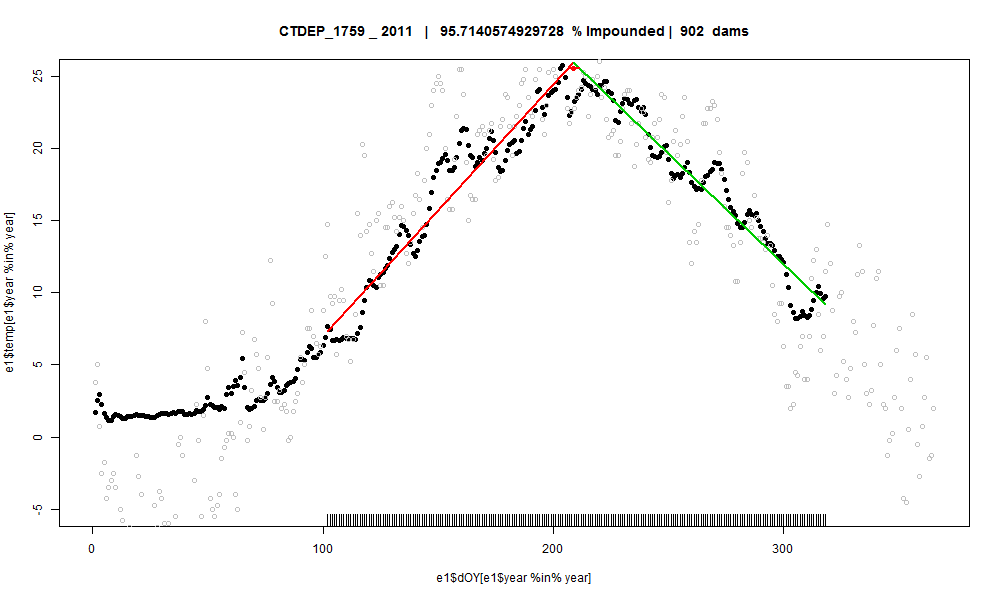 CTDEP_1759 _ 2011 | 95.7140574929728 % Impounded | 902 dams
e1$temp[e1$year %in% year]
25
20
15
10
5
0
-5
0 100 200 300
e1$dOY[e1$year %in% year]